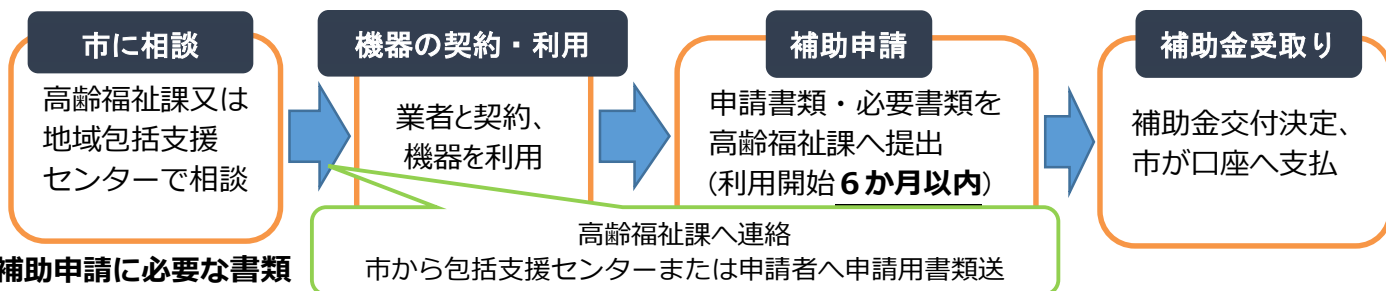 市に相談
高齢福祉課又は
地域包括支援
センターで相談
機器の契約・利用
業者と契約、
機器を利用
補助申請
申請書類・必要書類を
高齢福祉課へ提出
(利用開始６か月以内)
補助金受取り
補助金交付決定、
市が口座へ支払
高齢福祉課へ連絡
市から包括支援センターまたは申請者へ申請用書類送
補助申請に必要な書類